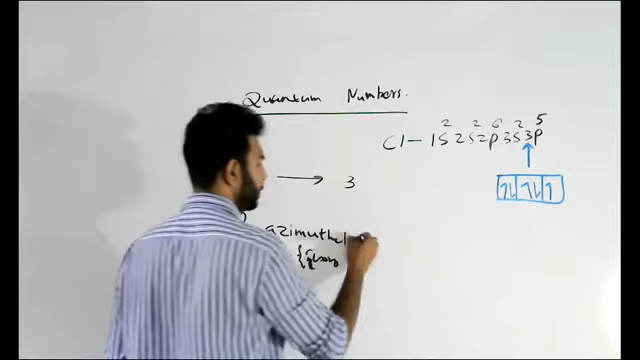 Quantum Numbers.
Cl — 1s² 2s² 2p⁶ 3s² 3p⁵
→ 3
azimuthal